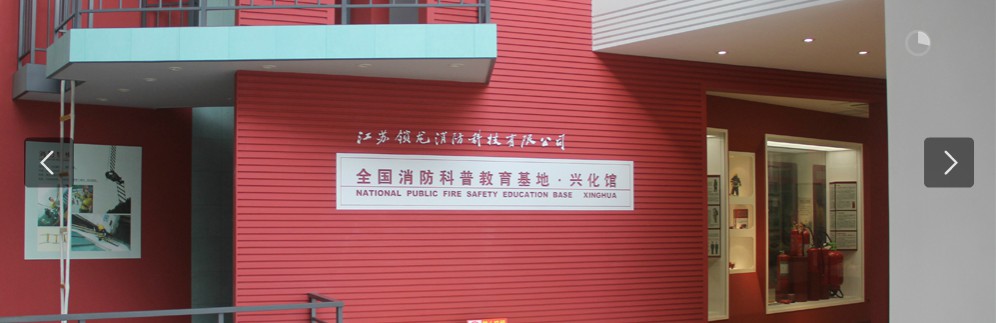 江苏锁龙消防科技有限公司
全国消防科普教育基地·兴化馆
NATIONAL PUBLIC FIRE SAFETY EDUCATION BASE XINGHUA